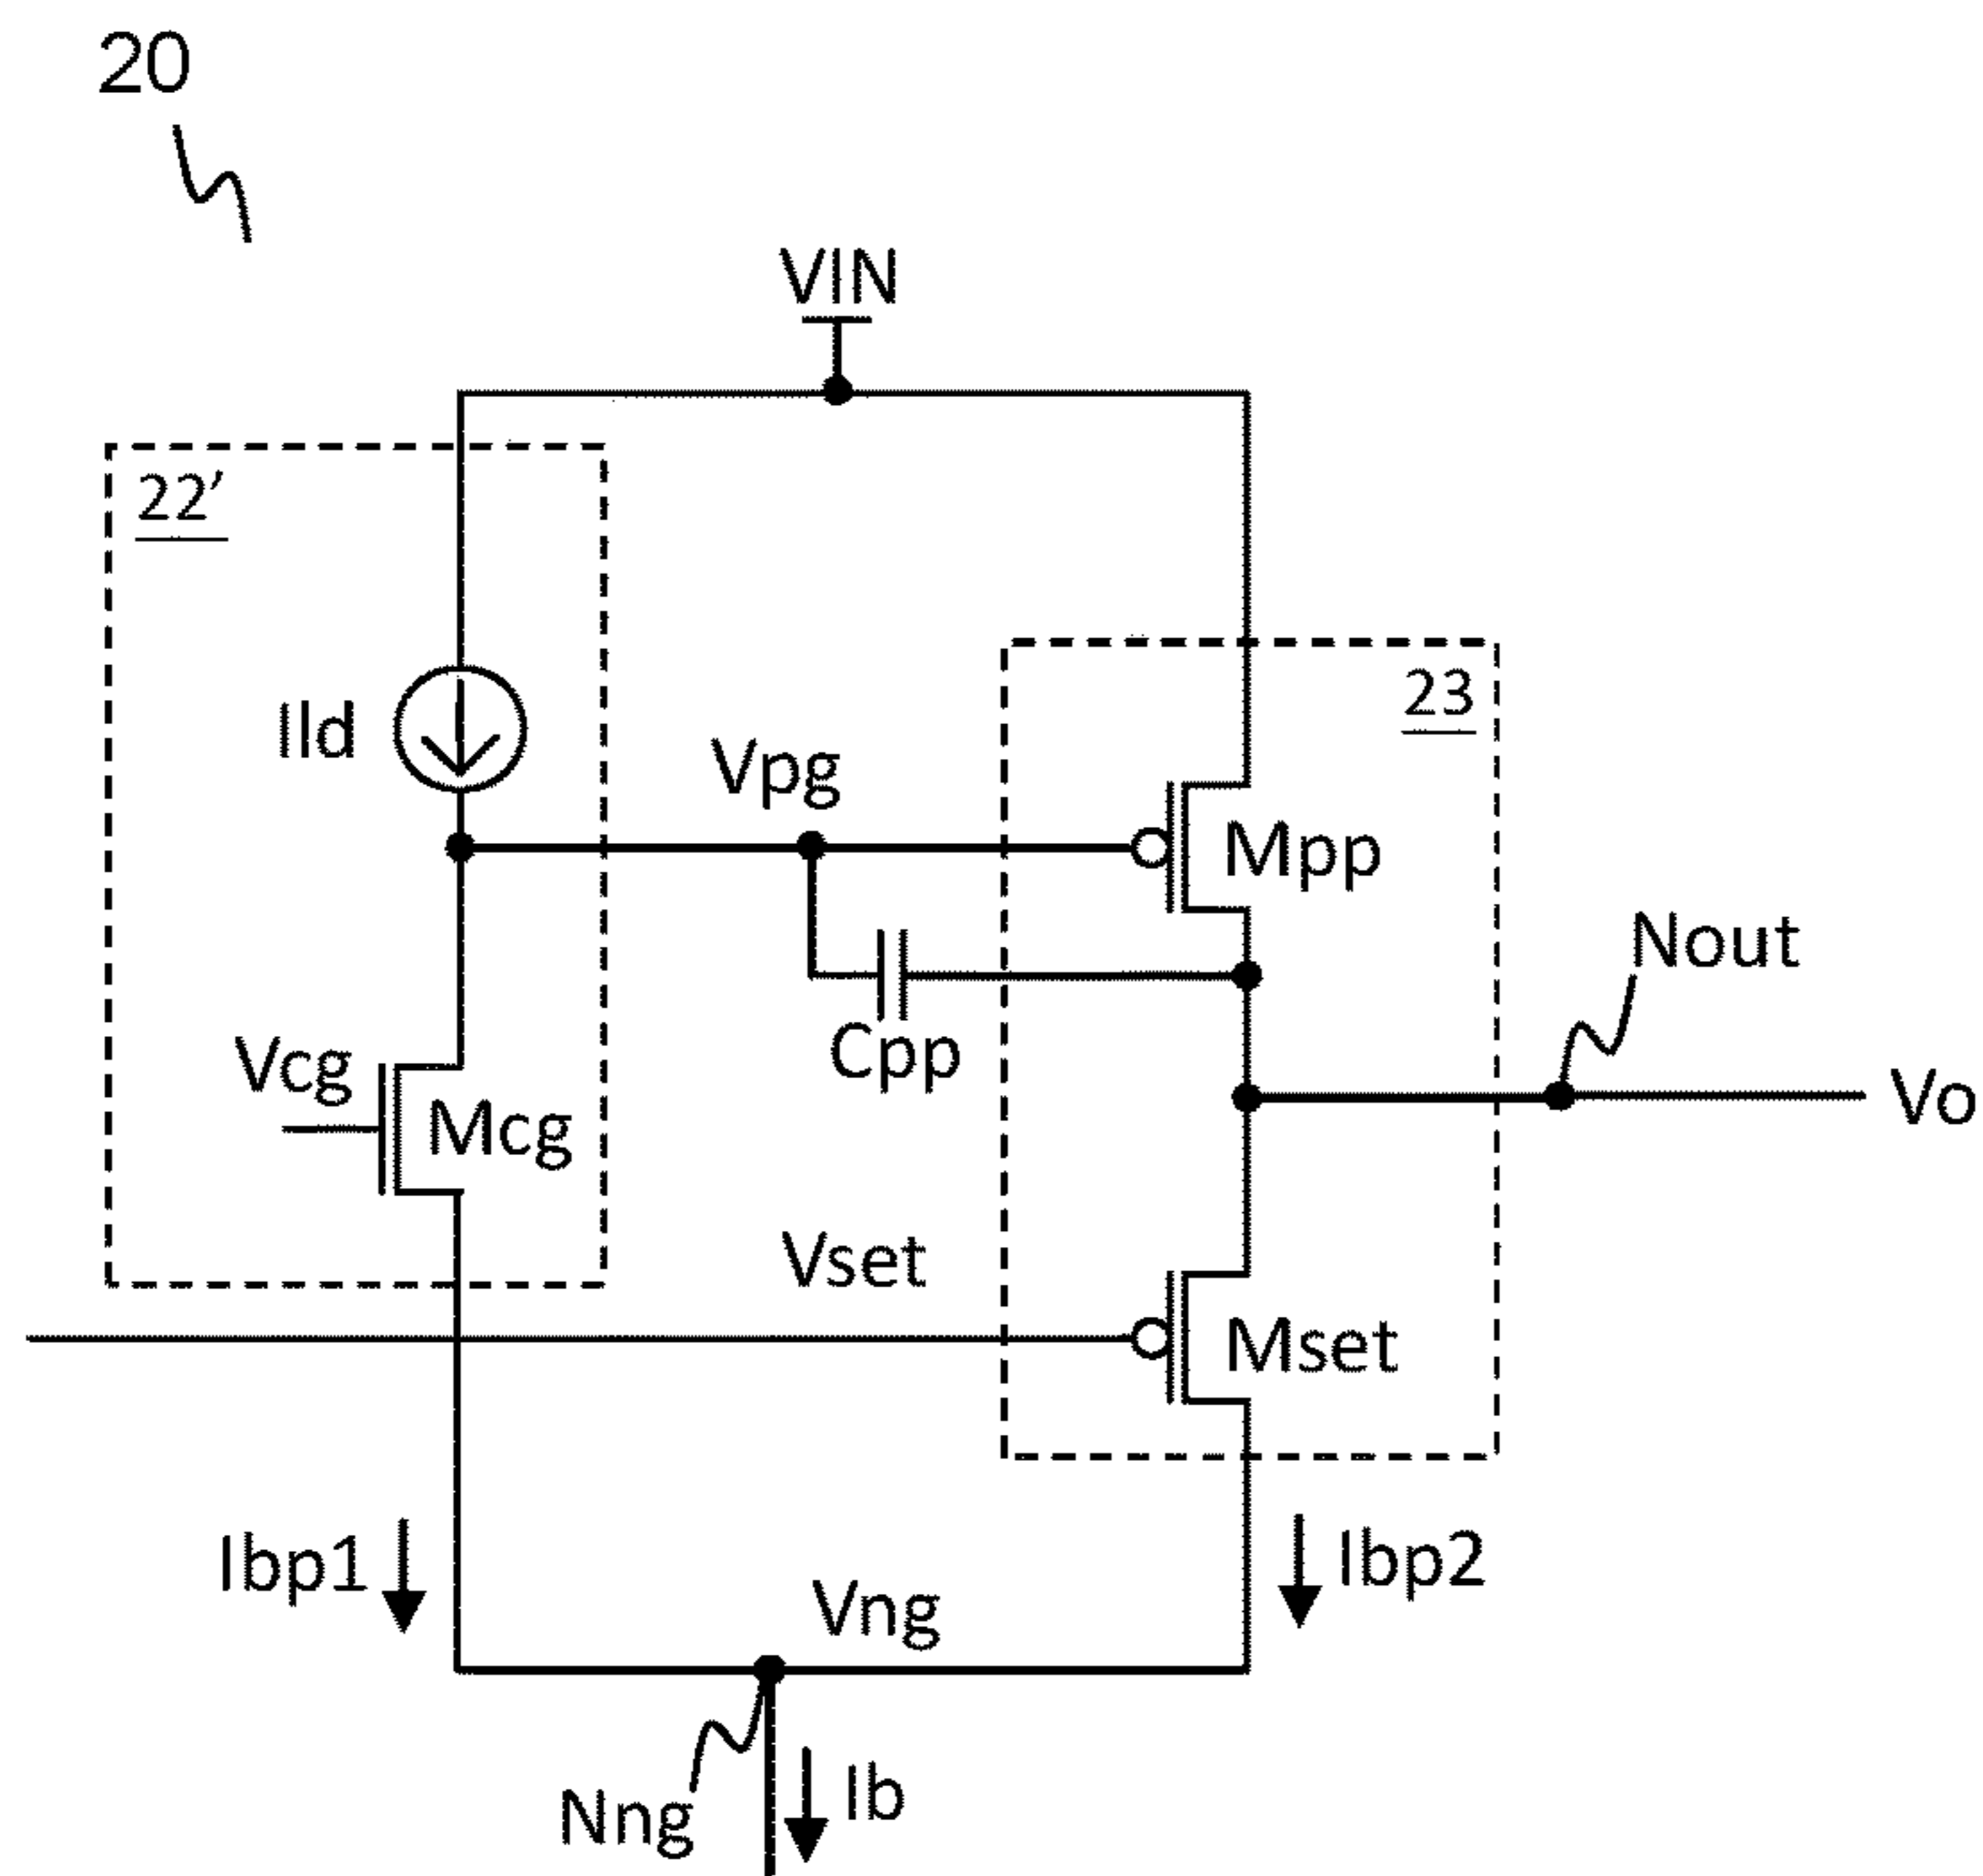 20
VIN
22'
23
Ild
Vpg
Mpp
Nout
Cpp
Vcg
Mcg
Vo
Vset
Mset
Ibp1
Ibp2
Vng
Nng
Ib